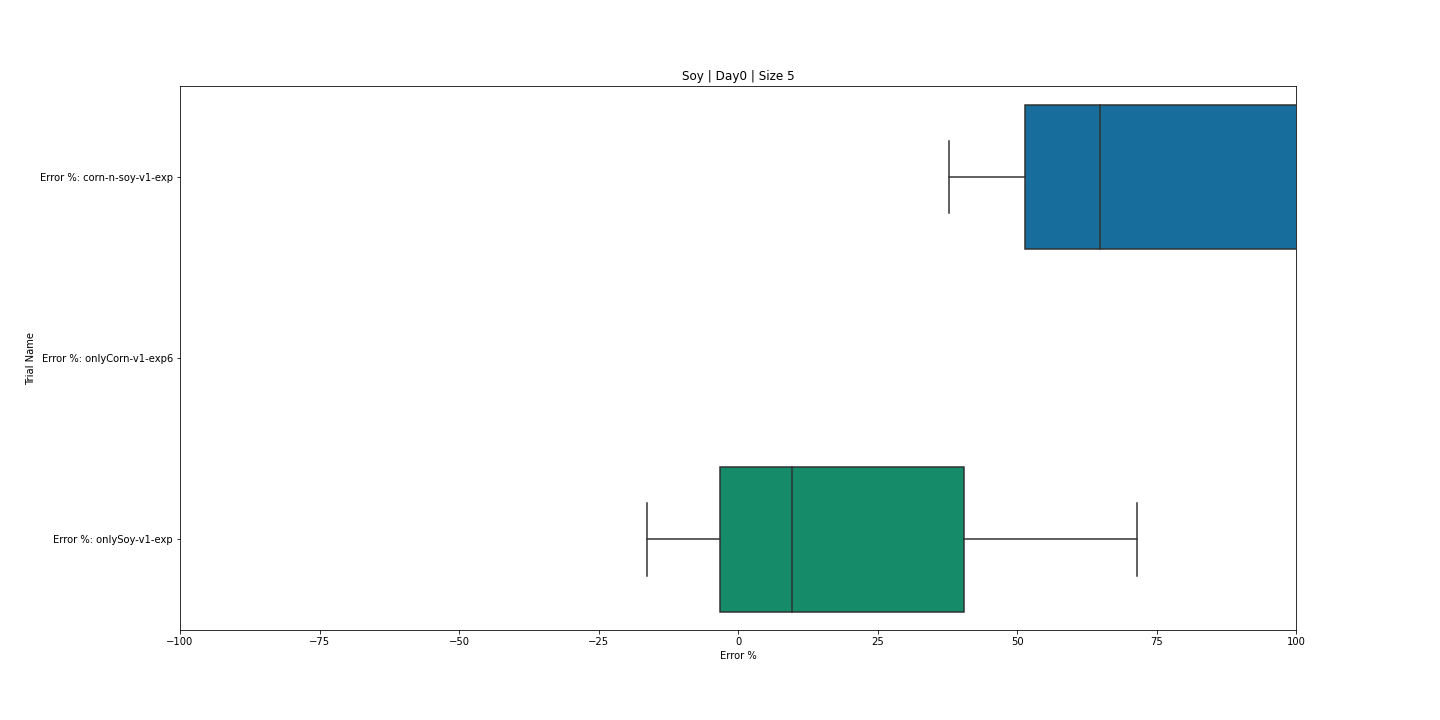 Soy | Day0 | Size 5
Error %: corn-n-soy-v1-exp
Error %: onlyCorn-v1-exp6
Error %: onlySoy-v1-exp
Trial Name
−100 −75 −50 −25 0 25 50 75 100
Error %